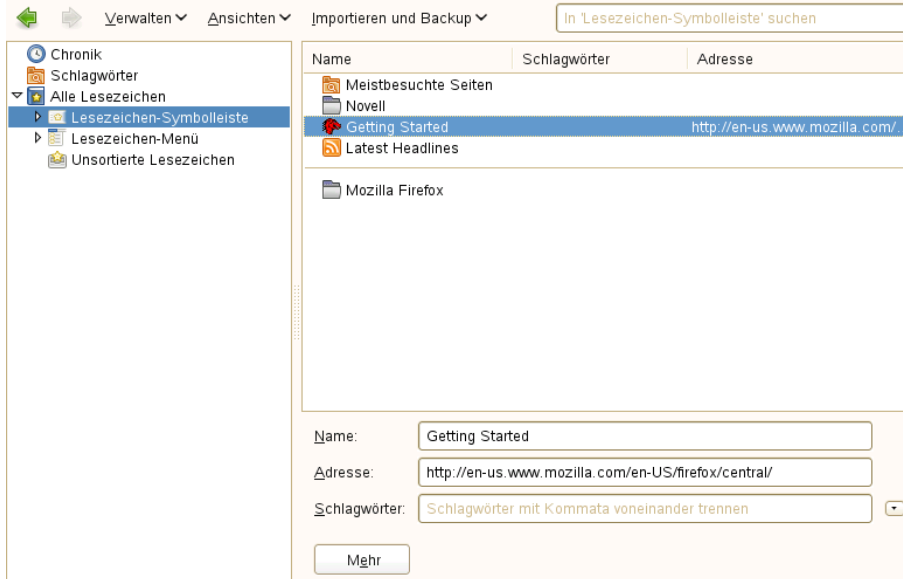 Verwalten Ansichten Importieren und Backup In 'Lesezeichen-Symbolleiste' suchen
Chronik
Schlagwörter
Alle Lesezeichen
Lesezeichen-Symbolleiste
Lesezeichen-Menü
Unsortierte Lesezeichen
Name Schlagwörter Adresse
Meistbesuchte Seiten
Novell
Getting Started http://en-us.www.mozilla.com/.
Latest Headlines
Mozilla Firefox
Name: Getting Started
Adresse: http://en-us.www.mozilla.com/en-US/firefox/central/
Schlagwörter: Schlagwörter mit Kommata voneinander trennen
Mehr